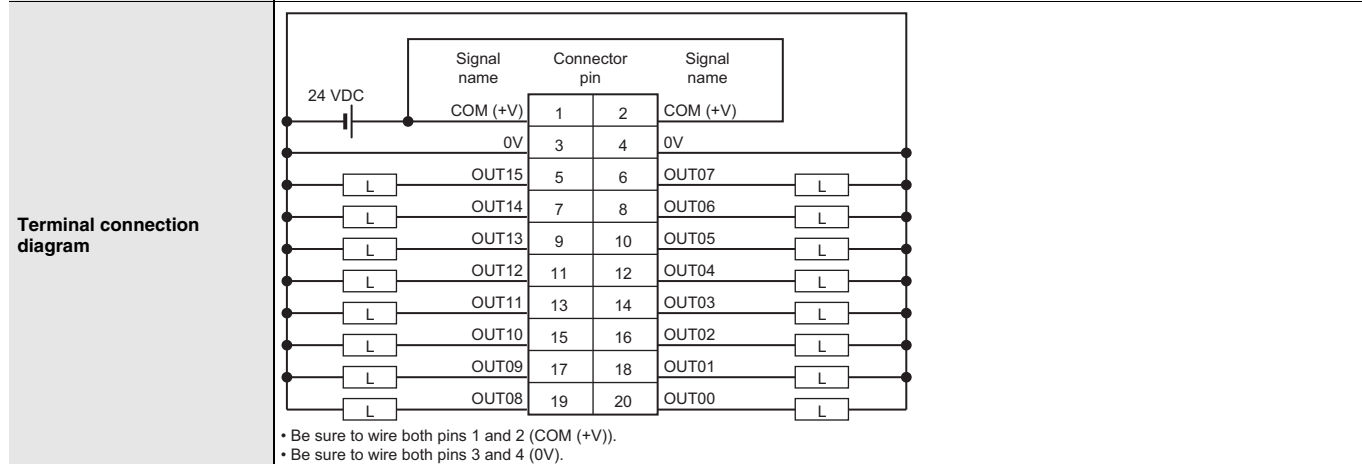 Terminal connection
diagram
Signal
name
Connector
pin
Signal
name
24 VDC
COM (+V) 1 2 COM (+V)
0V 3 4 0V
L OUT15 5 6 OUT07 L
L OUT14 7 8 OUT06 L
L OUT13 9 10 OUT05 L
L OUT12 11 12 OUT04 L
L OUT11 13 14 OUT03 L
L OUT10 15 16 OUT02 L
L OUT09 17 18 OUT01 L
L OUT08 19 20 OUT00 L
• Be sure to wire both pins 1 and 2 (COM (+V)).
• Be sure to wire both pins 3 and 4 (0V).